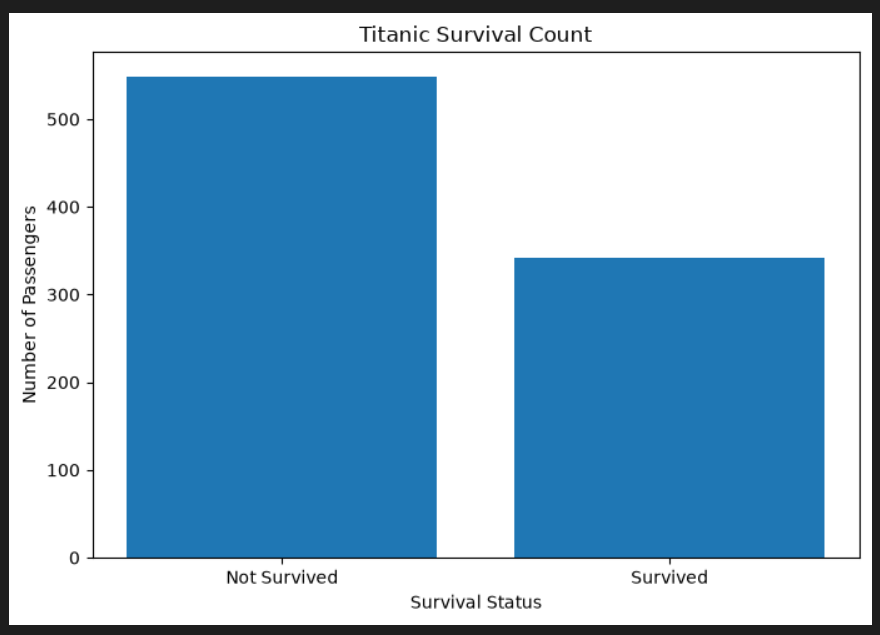 Titanic Survival Count
Number of Passengers
500
400
300
200
100
0
Not Survived
Survived
Survival Status